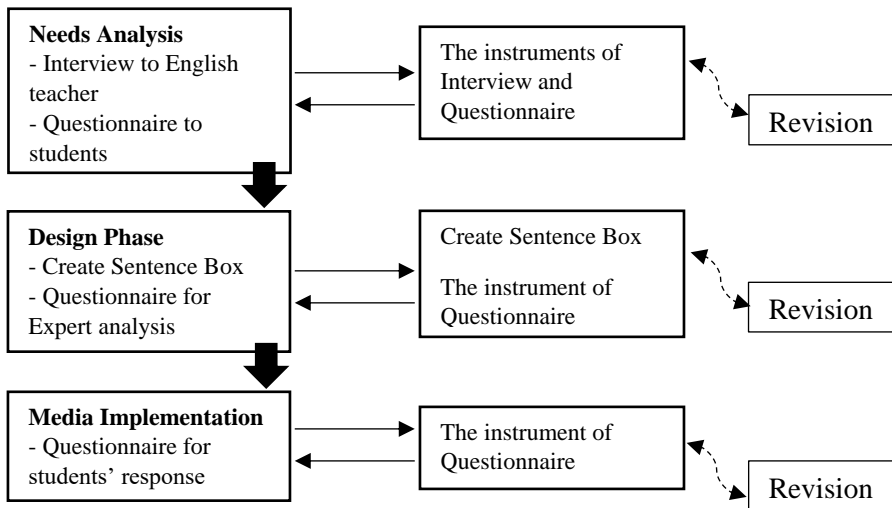 Needs Analysis
- Interview to English
teacher
- Questionnaire to
students
The instruments of
Interview and
Questionnaire
Revision
Design Phase
- Create Sentence Box
- Questionnaire for
Expert analysis
Create Sentence Box
The instrument of
Questionnaire
Revision
Media Implementation
- Questionnaire for
students’ response
The instrument of
Questionnaire
Revision